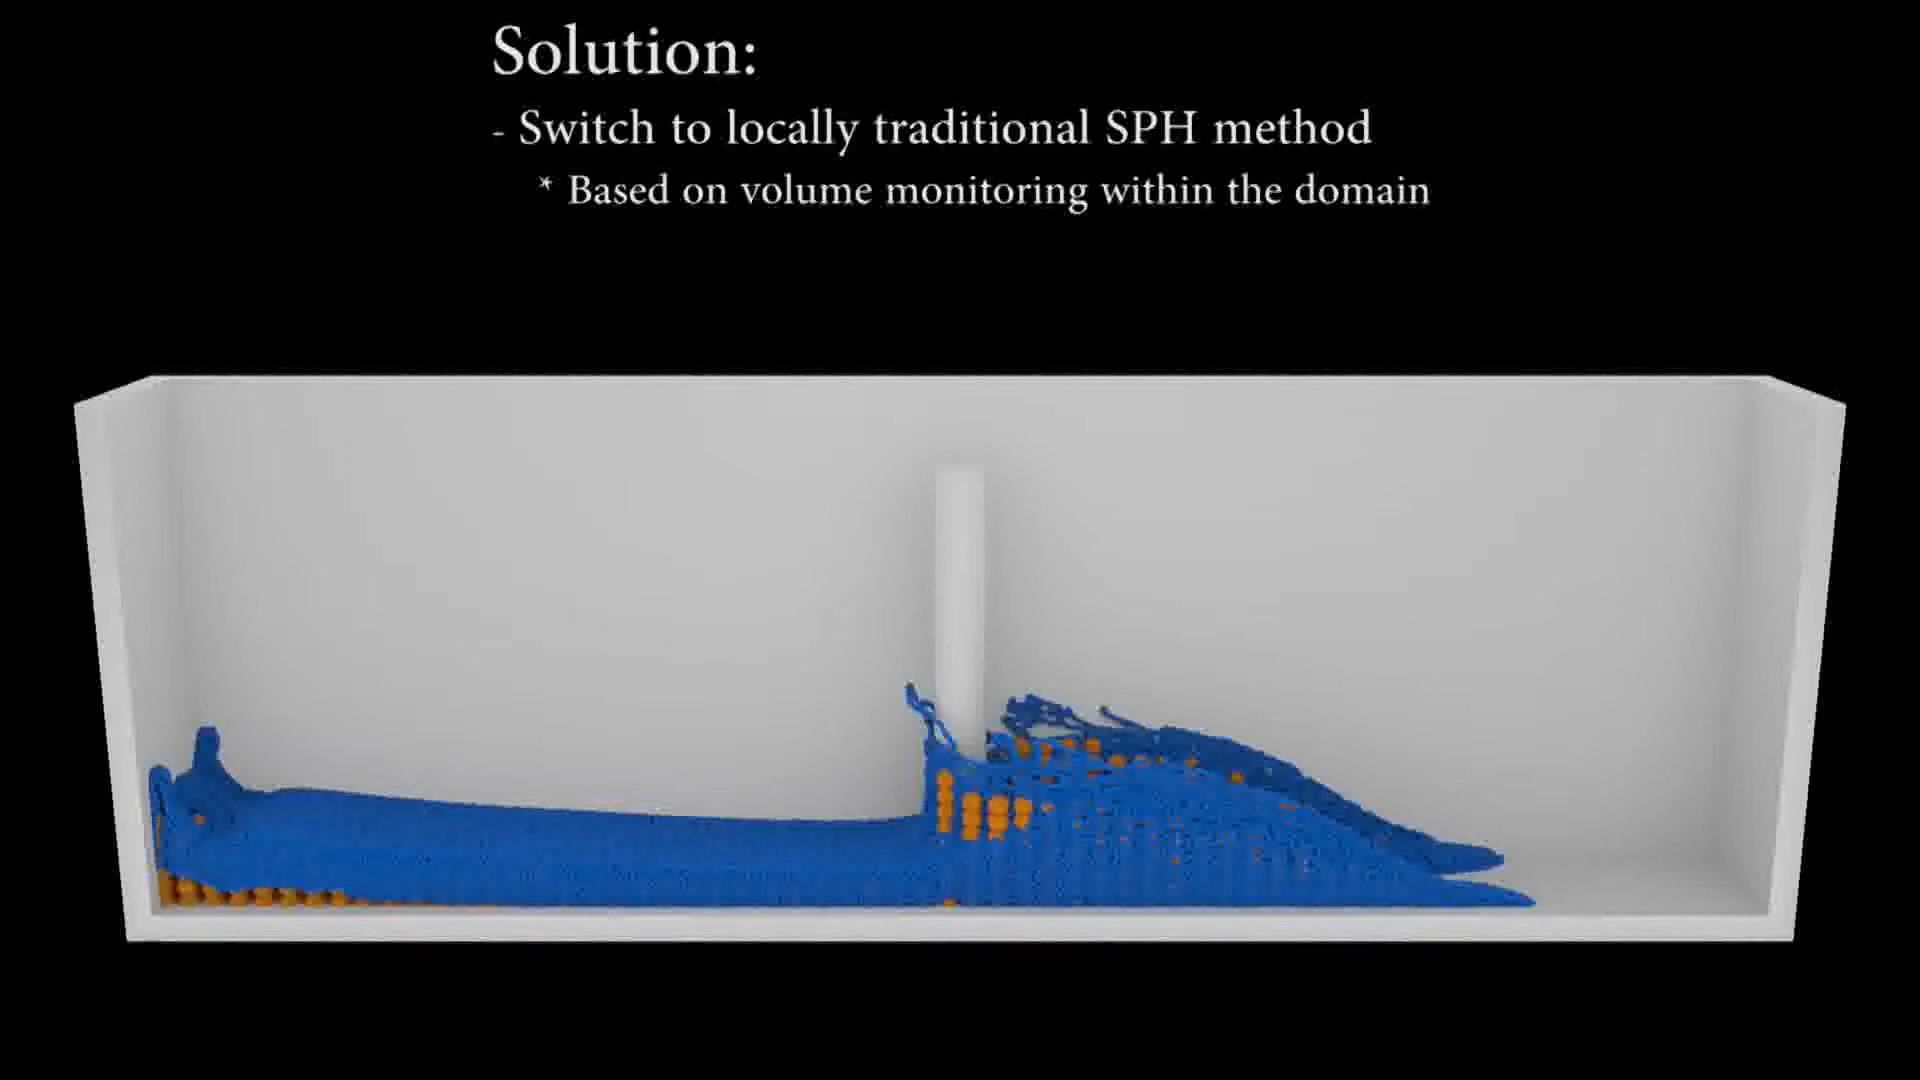 Solution:
- Switch to locally traditional SPH method
* Based on volume monitoring within the domain